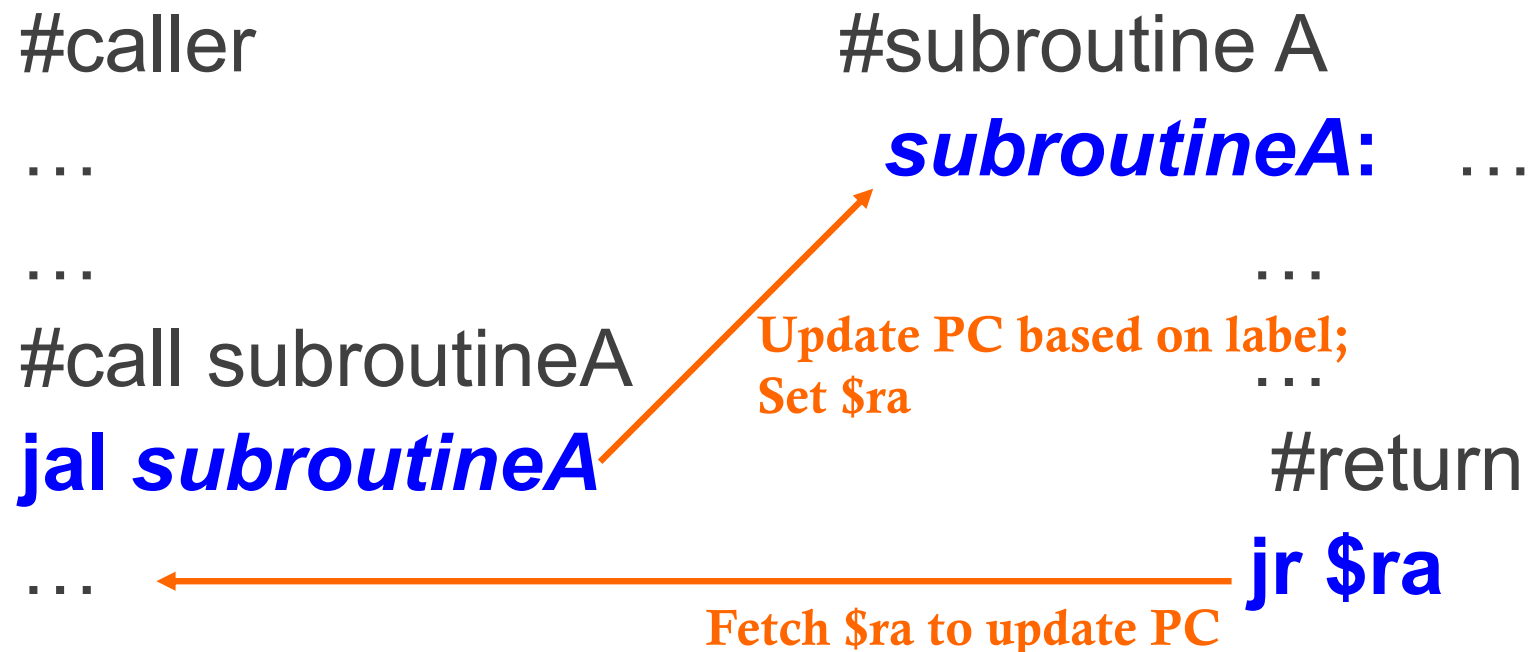 #caller
…
…
#call subroutineA
jal subroutineA
…
Update PC based on label;
Set $ra
#subroutine A
subroutineA: …
…
…
#return
jr $ra
Fetch $ra to update PC